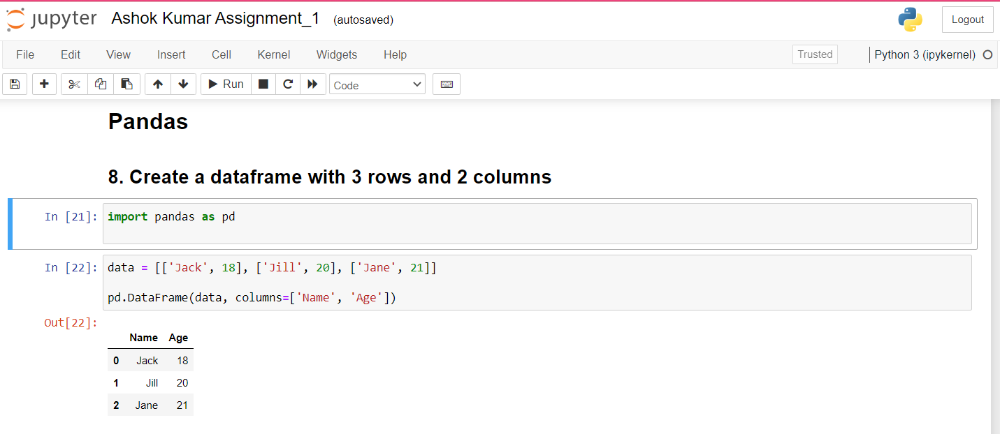 jupyter Ashok Kumar Assignment_1 (autosaved) Logout
File Edit View Insert Cell Kernel Widgets Help Trusted Python 3 (ipykernel)
Run Code
Pandas
8. Create a dataframe with 3 rows and 2 columns
In [21]: import pandas as pd
In [22]: data = [['Jack', 18], ['Jill', 20], ['Jane', 21]]
pd.DataFrame(data, columns=['Name', 'Age'])
Out[22]:
Name Age
0 Jack 18
1 Jill 20
2 Jane 21